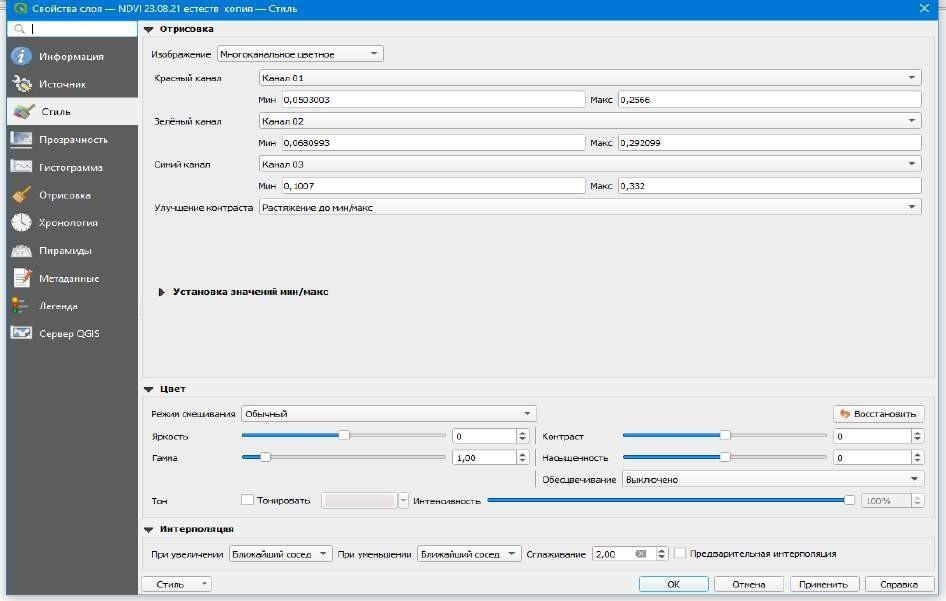 Свойства слоя — NDVI 23.08.21 естеств копия — Стиль
Информация
Источник
Стиль
Прозрачность
Гистограмма
Отрисовка
Хронология
Пирамиды
Метаданные
Легенда
Сервер QGIS
Отрисовка
Изображение Многоканальное цветное
Красный канал Канал 01
Мин 0,0503003 Макс 0,2566
Зелёный канал Канал 02
Мин 0,0680993 Макс 0,292099
Синий канал Канал 03
Мин 0,1007 Макс 0,332
Улучшение контраста Растяжение до мин/макс
Установка значений мин/макс
Цвет
Режим смешивания Обычный Восстановить
Яркость 0 Контраст 0
Гамма 1,00 Насыщенность 0
Обесцвечивание Выключено
Тон Тонировать Интенсивность 100%
Интерполяция
При увеличении Ближайший сосед При уменьшении Ближайший сосед Сглаживание 2,00 Предварительная интерполяция
Стиль OK Отмена Применить Справка